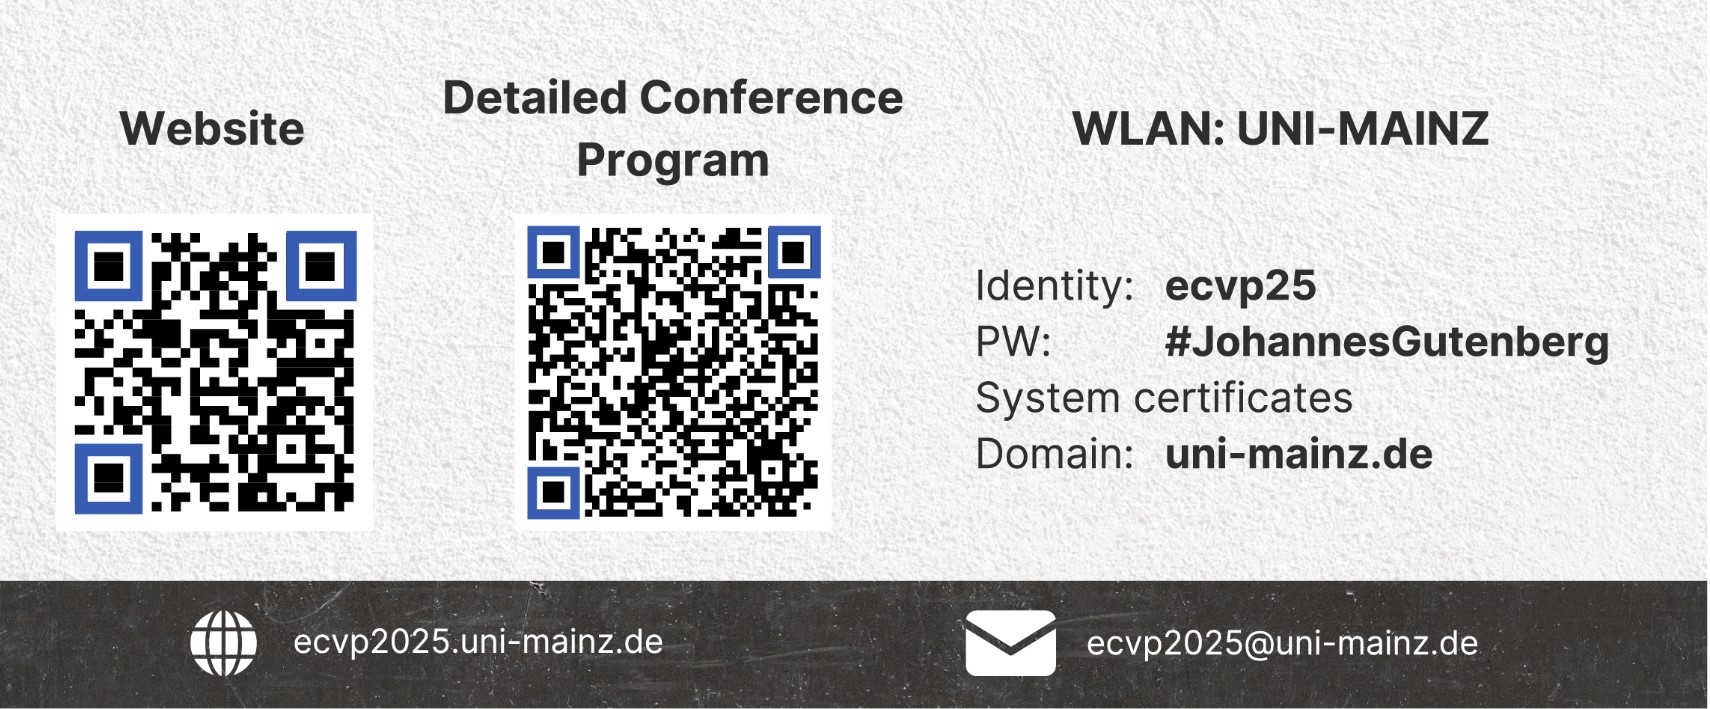 Website
Detailed Conference
Program
WLAN: UNI-MAINZ
Identity: ecvp25
PW: #JohannesGutenberg
System certificates
Domain: uni-mainz.de
ecvp2025.uni-mainz.de
ecvp2025@uni-mainz.de